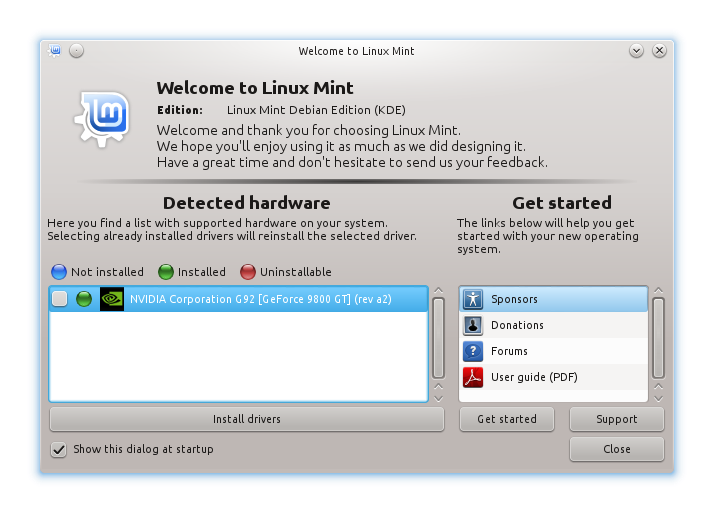 Welcome to Linux Mint
Welcome to Linux Mint
Edition: Linux Mint Debian Edition (KDE)
Welcome and thank you for choosing Linux Mint.
We hope you'll enjoy using it as much as we did designing it.
Have a great time and don't hesitate to send us your feedback.
Detected hardware
Here you find a list with supported hardware on your system.
Selecting already installed drivers will reinstall the selected driver.
Not installed Installed Uninstallable
NVIDIA Corporation G92 [GeForce 9800 GT] (rev a2)
Install drivers
Show this dialog at startup
Get started
The links below will help you get
started with your new operating
system.
Sponsors
Donations
Forums
User guide (PDF)
Get started Support
Close